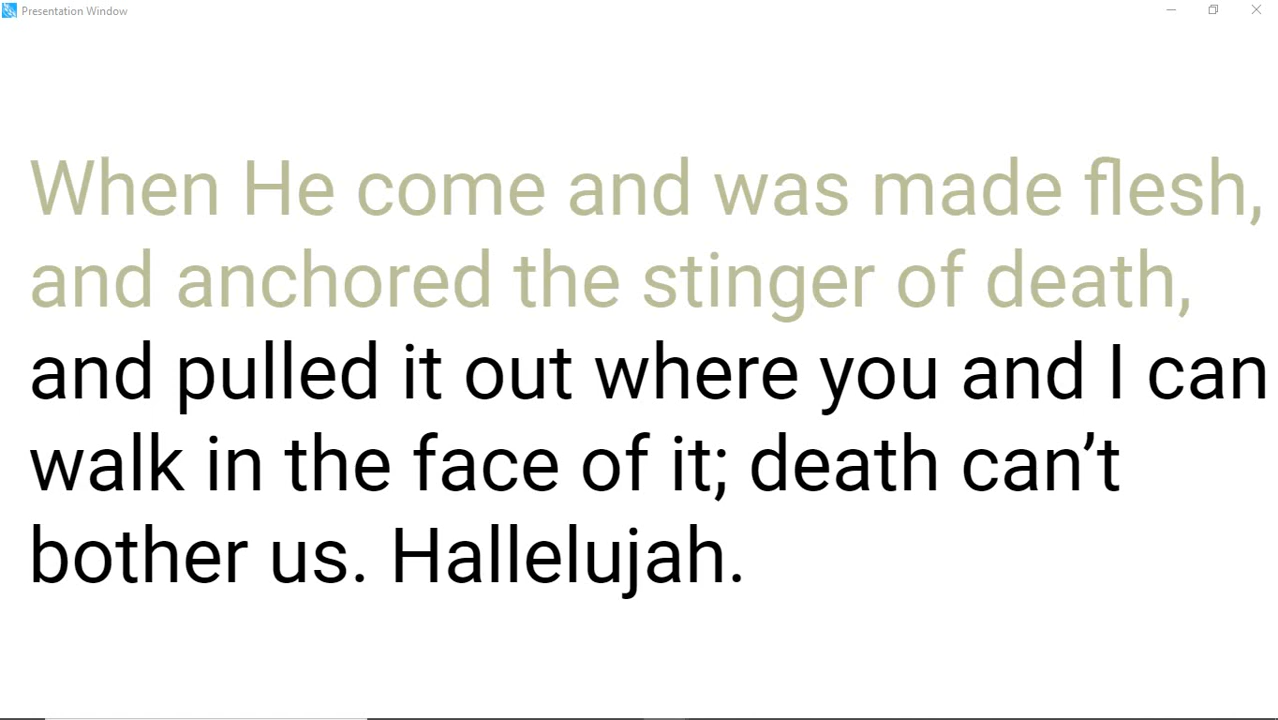 Presentation Window
When He come and was made flesh,
and anchored the stinger of death,
and pulled it out where you and I can
walk in the face of it; death can’t
bother us. Hallelujah.